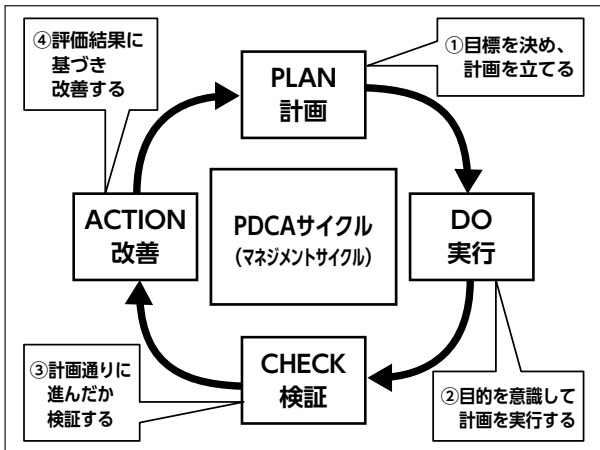 ④評価結果に
基づき
改善する
PLAN
計画
①目標を決め、
計画を立てる
ACTION
改善
PDCAサイクル
（マネジメントサイクル）
DO
実行
③計画通りに
進んだか
検証する
CHECK
検証
②目的を意識して
計画を実行する